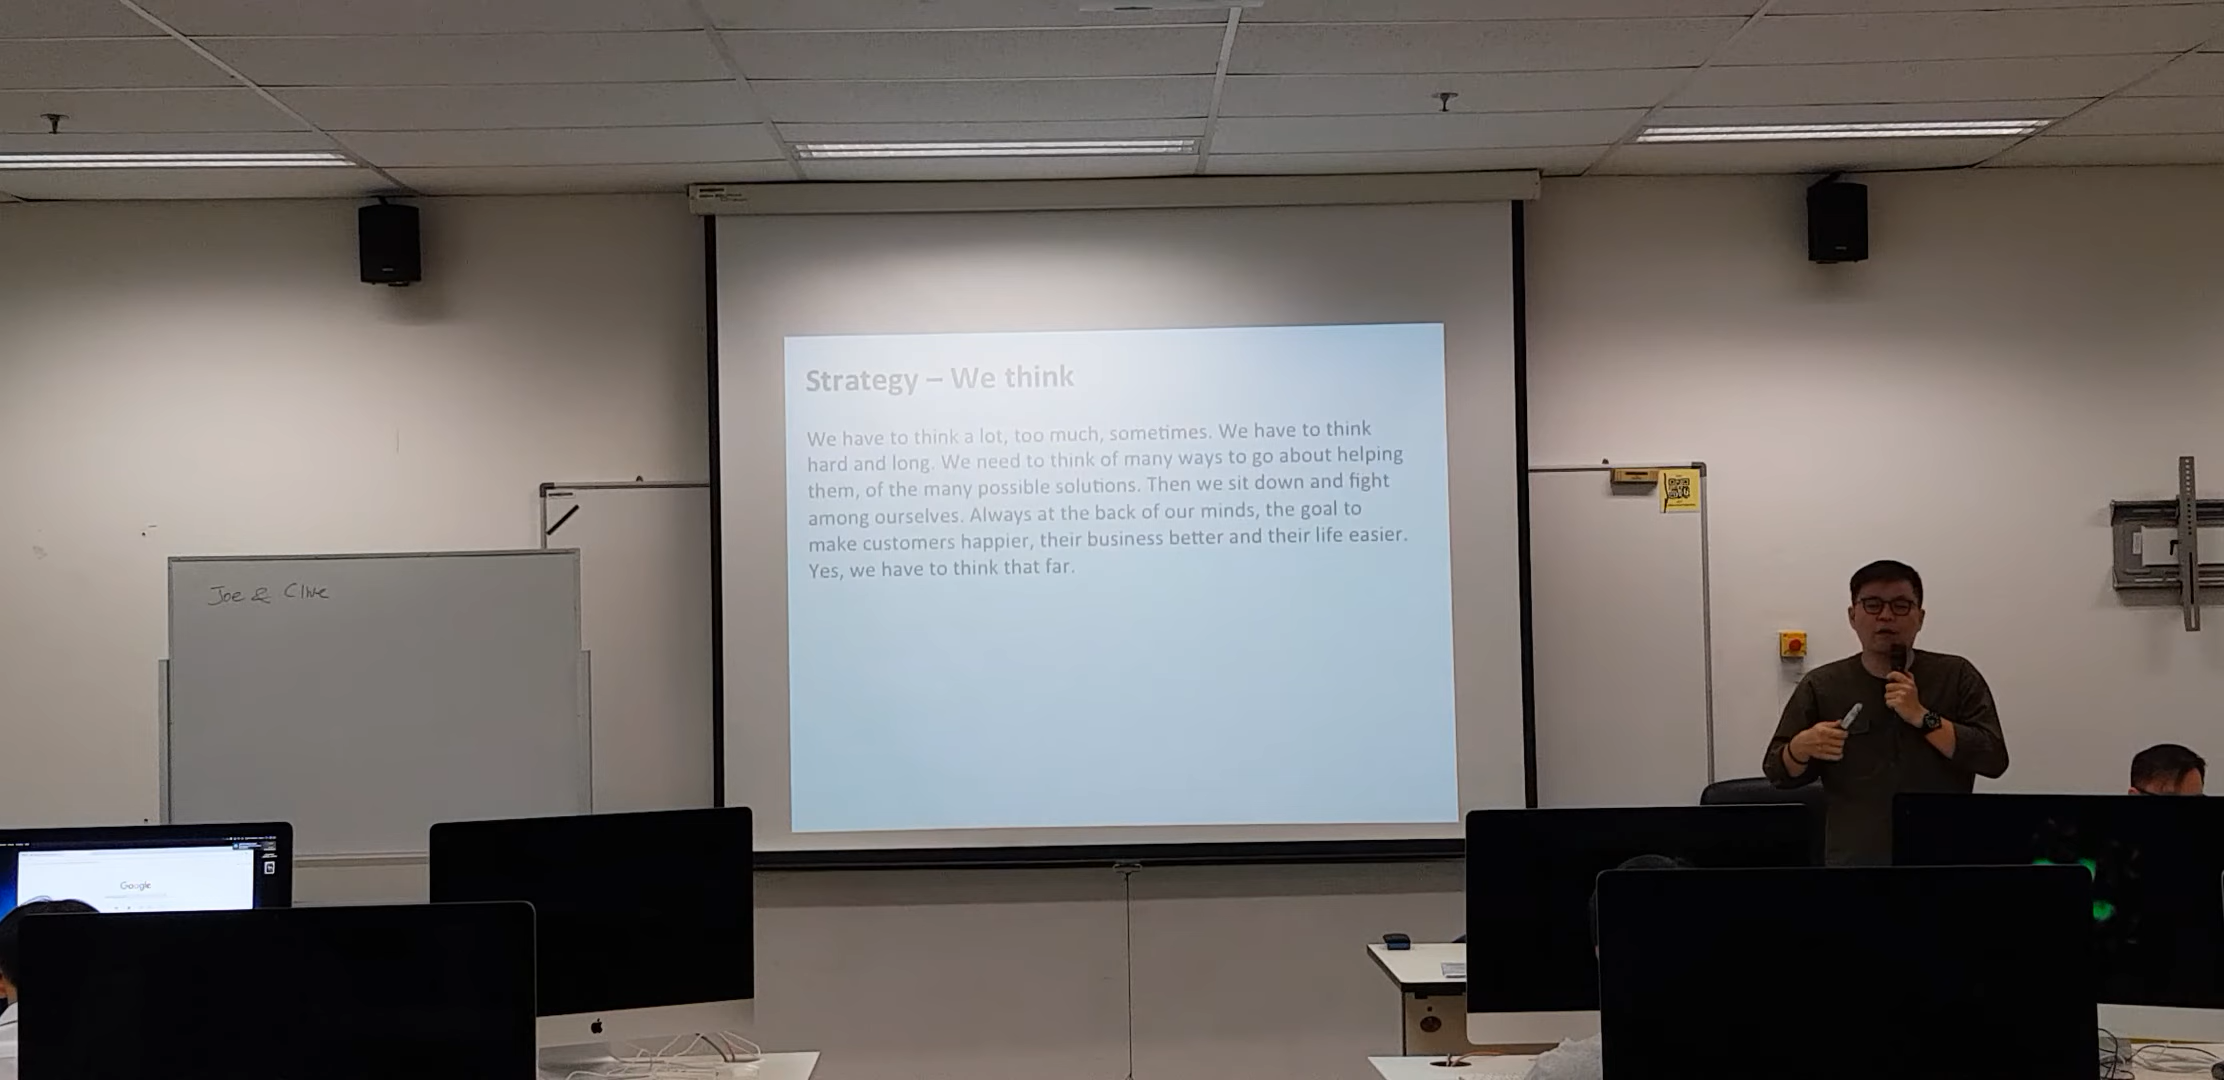 Strategy – We think
We have to think a lot, too much, sometimes. We have to think
hard and long. We need to think of many ways to go about helping
them, of the many possible solutions. Then we sit down and fight
among ourselves. Always at the back of our minds, the goal to
make customers happier, their business better and their life easier.
Yes, we have to think that far.
Joe & Clive
Google